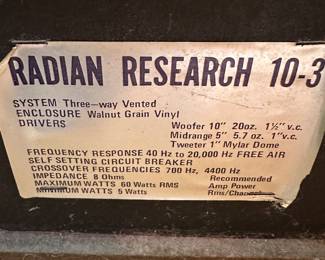 RADIAN RESEARCH 10-3
SYSTEM Three-way Vented
ENCLOSURE Walnut Grain Vinyl
DRIVERS
Woofer 10" 20oz. 1½" v.c.
Midrange 5" 5.7 oz. 1" v.c.
Tweeter 1" Mylar Dome
FREQUENCY RESPONSE 40 Hz to 20,000 Hz FREE AIR
SELF SETTING CIRCUIT BREAKER
CROSSOVER FREQUENCIES 700 Hz, 4400 Hz
IMPEDANCE 8 Ohms Recommended
MAXIMUM WATTS 60 Watts RMS Amp Power
MINIMUM WATTS 5 Watts Rms/Channel